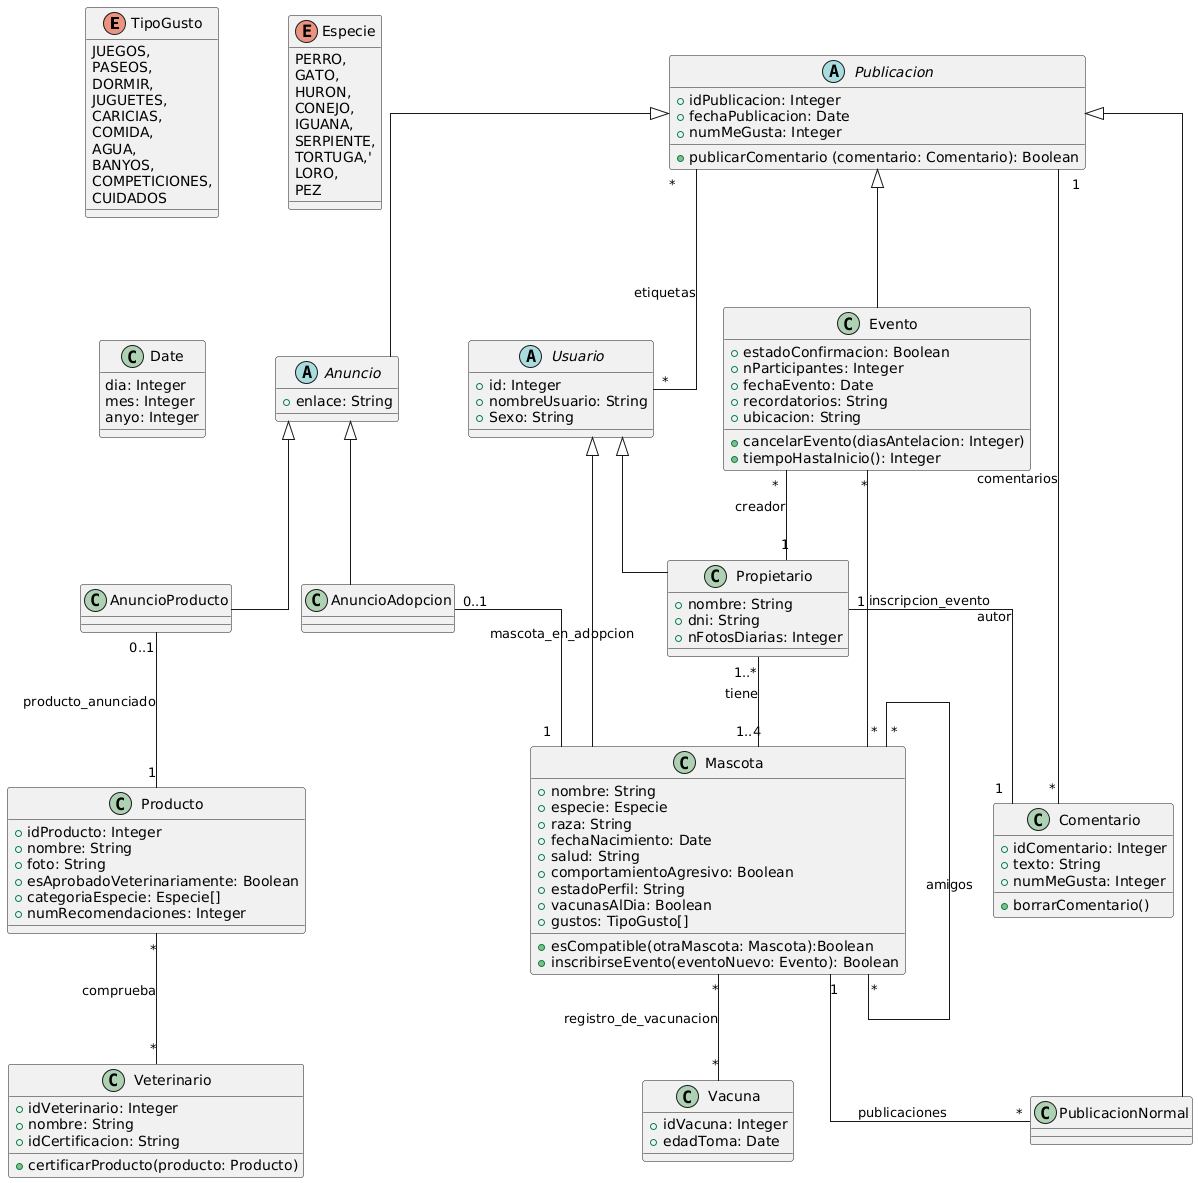 E TipoGusto
JUEGOS,
PASEOS,
DORMIR,
JUGUETES,
CARICIAS,
COMIDA,
AGUA,
BANYOS,
COMPETICIONES,
CUIDADOS
E Especie
PERRO,
GATO,
HURON,
CONEJO,
IGUANA,
SERPIENTE,
TORTUGA,'
LORO,
PEZ
A Publicacion
idPublicacion: Integer
fechaPublicacion: Date
numMeGusta: Integer
publicarComentario (comentario: Comentario): Boolean
*
1
etiquetas
*
C Date
dia: Integer
mes: Integer
anyo: Integer
A Anuncio
enlace: String
A Usuario
id: Integer
nombreUsuario: String
Sexo: String
C Evento
estadoConfirmacion: Boolean
nParticipantes: Integer
fechaEvento: Date
recordatorios: String
ubicacion: String
cancelarEvento(diasAntelacion: Integer)
tiempoHastaInicio(): Integer
*
*
creador
1
comentarios
C AnuncioProducto
C AnuncioAdopcion
0..1
mascota_en_adopcion
C Propietario
nombre: String
dni: String
nFotosDiarias: Integer
1
inscripcion_evento
autor
0..1
producto_anunciado
1
1..*
tiene
1..4
1
*
*
1
*
C Producto
idProducto: Integer
nombre: String
foto: String
esAprobadoVeterinariamente: Boolean
categoriaEspecie: Especie[]
numRecomendaciones: Integer
C Mascota
nombre: String
especie: Especie
raza: String
fechaNacimiento: Date
salud: String
comportamientoAgresivo: Boolean
estadoPerfil: String
vacunasAlDia: Boolean
gustos: TipoGusto[]
esCompatible(otraMascota: Mascota):Boolean
inscribirseEvento(eventoNuevo: Evento): Boolean
amigos
C Comentario
idComentario: Integer
texto: String
numMeGusta: Integer
borrarComentario()
*
comprueba
*
*
registro_de_vacunacion
*
1
*
publicaciones
*
C Veterinario
idVeterinario: Integer
nombre: String
idCertificacion: String
certificarProducto(producto: Producto)
C Vacuna
idVacuna: Integer
edadToma: Date
C PublicacionNormal